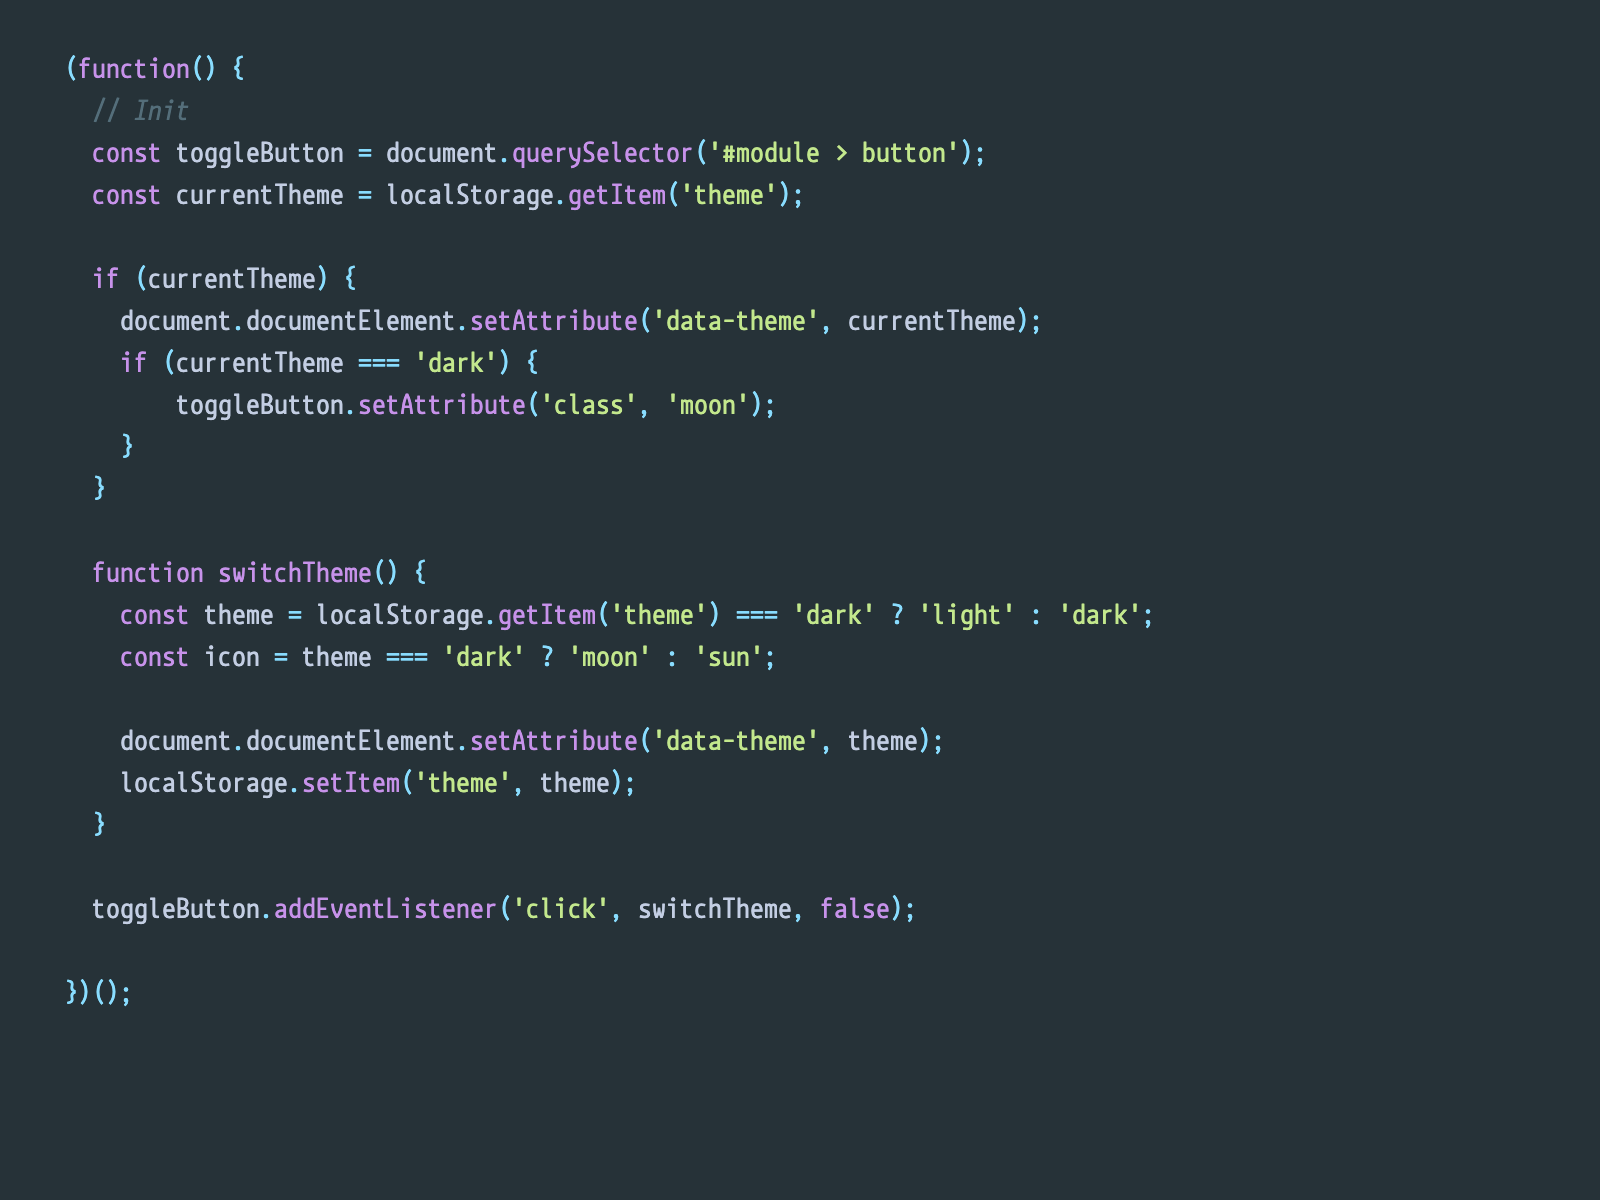 (function() {
  // Init
  const toggleButton = document.querySelector('#module > button');
  const currentTheme = localStorage.getItem('theme');

  if (currentTheme) {
    document.documentElement.setAttribute('data-theme', currentTheme);
    if (currentTheme === 'dark') {
        toggleButton.setAttribute('class', 'moon');
    }
  }

  function switchTheme() {
    const theme = localStorage.getItem('theme') === 'dark' ? 'light' : 'dark';
    const icon = theme === 'dark' ? 'moon' : 'sun';

    document.documentElement.setAttribute('data-theme', theme);
    localStorage.setItem('theme', theme);
  }

  toggleButton.addEventListener('click', switchTheme, false);

})();